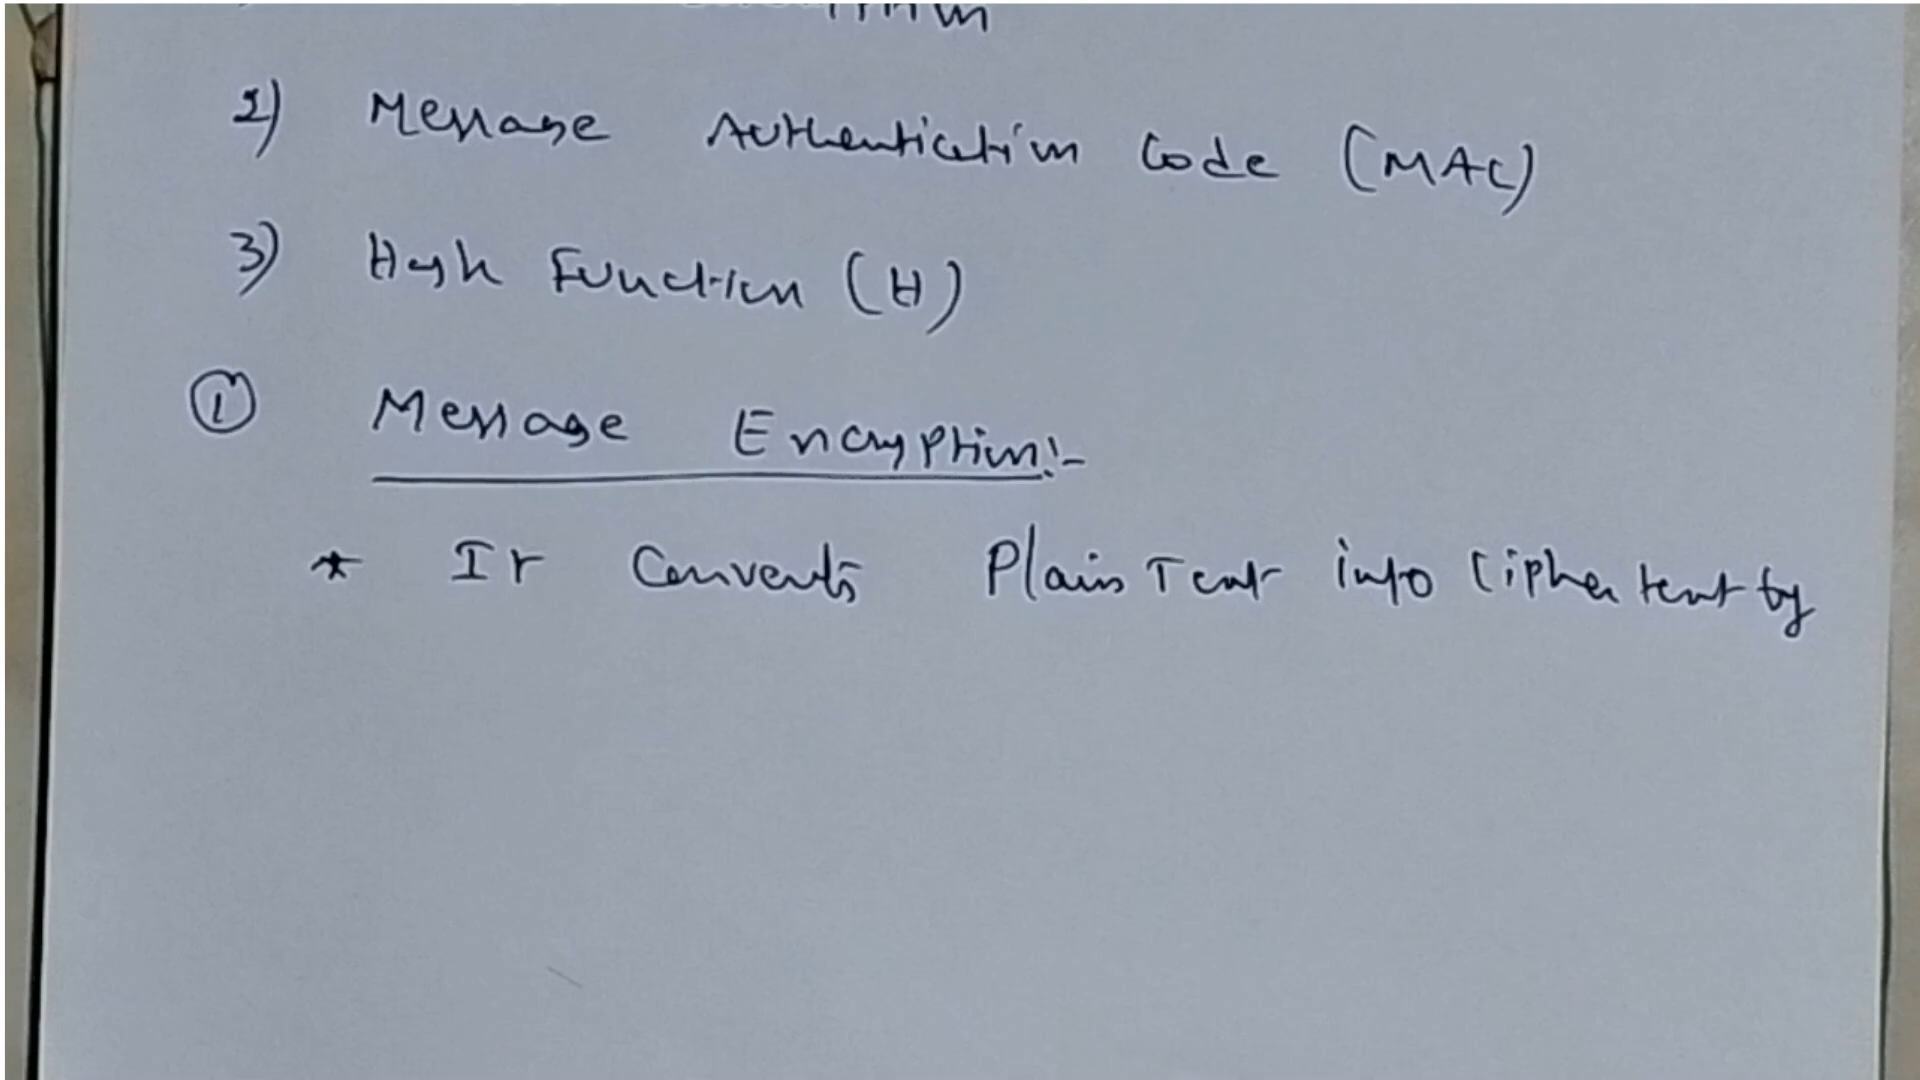 2) Message Authentication Code (MAC)
3) Hash Function (H)
① Message Encryption:-
* It Converts Plain Text into Cipher text by